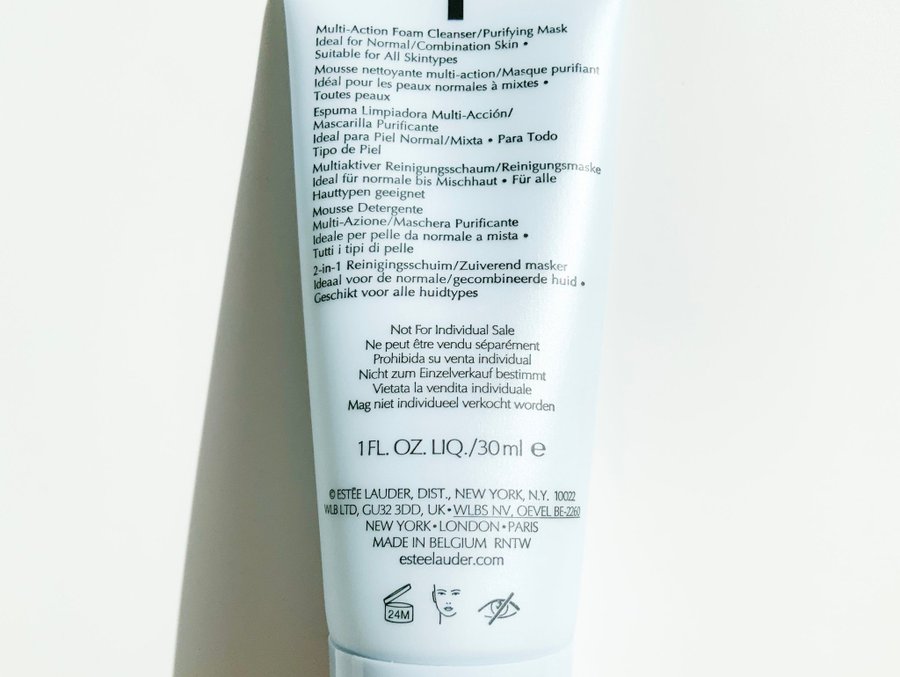 Multi-Action Foam Cleanser/Purifying Mask
Ideal for Normal/Combination Skin •
Suitable for All Skintypes
Mousse nettoyante multi-action/Masque purifiant
Idéal pour les peaux normales à mixtes •
Toutes peaux
Espuma Limpiadora Multi-Acción/
Mascarilla Purificante
Ideal para Piel Normal/Mixta • Para Todo
Tipo de Piel
Multiaktiver Reinigungsschaum/Reinigungsmaske
Ideal für normale bis Mischhaut • Für alle
Hauttypen geeignet
Mousse Detergente
Multi-Azione/Maschera Purificante
Ideale per pelle da normale a mista •
Tutti i tipi di pelle
2-in-1 Reinigingsschuim/Zuiverend masker
Ideaal voor de normale/gecombineerde huid •
Geschikt voor alle huidtypes
Not For Individual Sale
Ne peut être vendu séparément
Prohibida su venta individual
Nicht zum Einzelverkauf bestimmt
Vietata la vendita individuale
Mag niet individueel verkocht worden
1 FL. OZ. LIQ./30 ml e
© ESTĒE LAUDER, DIST., NEW YORK, N.Y. 10022
WLB LTD, GU32 3DD, UK • WLBS NV, OEVEL BE-2260
NEW YORK • LONDON • PARIS
MADE IN BELGIUM RNTW
esteelauder.com
24M